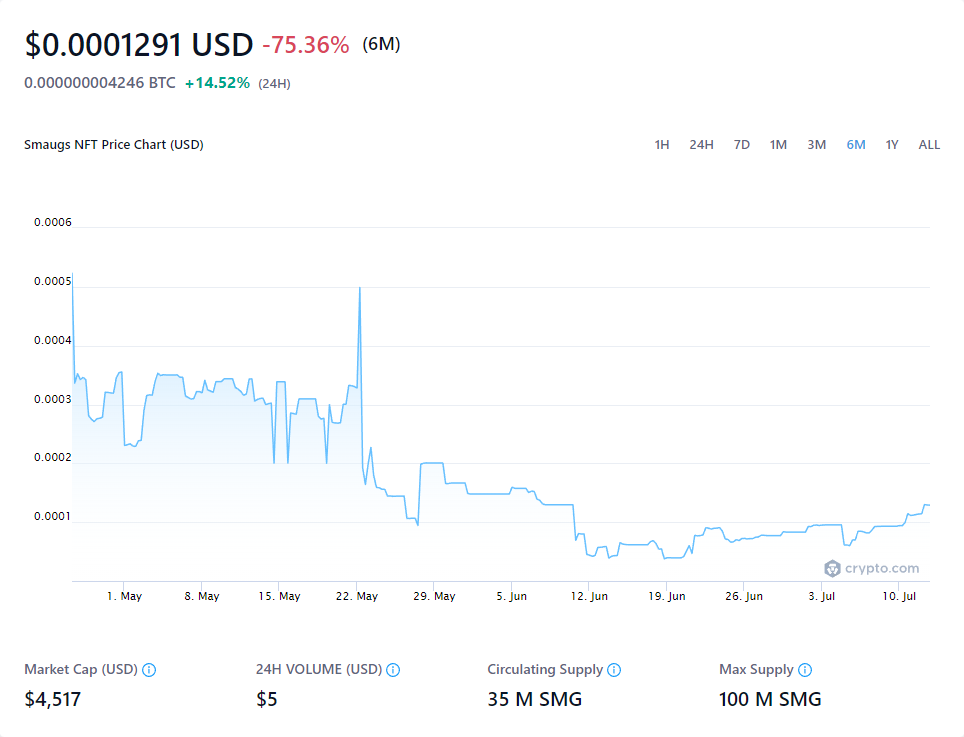 $0.0001291 USD -75.36% (6M)
0.000000004246 BTC +14.52% (24H)
Smaugs NFT Price Chart (USD) 1H 24H 7D 1M 3M 6M 1Y ALL
0.0006
0.0005
0.0004
0.0003
0.0002
0.0001
crypto.com
1. May 8. May 15. May 22. May 29. May 5. Jun 12. Jun 19. Jun 26. Jun 3. Jul 10. Jul
Market Cap (USD) 24H VOLUME (USD) Circulating Supply Max Supply
$4,517 $5 35 M SMG 100 M SMG